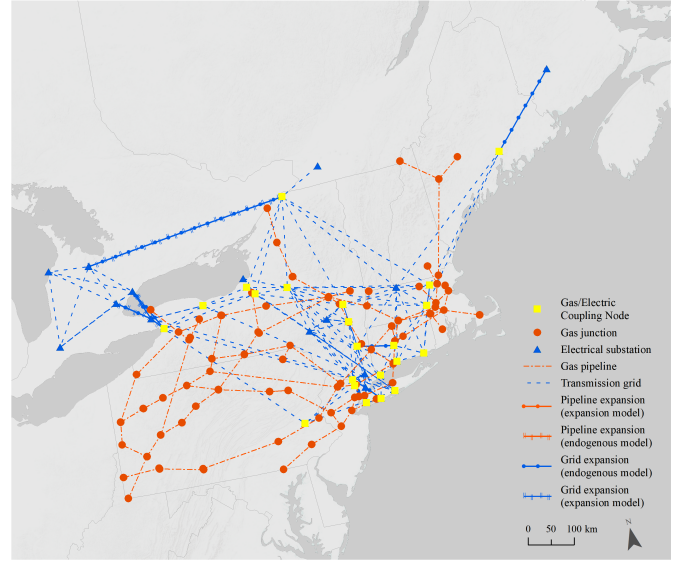 Gas/Electric
Coupling Node
Gas junction
Electrical substation
Gas pipeline
Transmission grid
Pipeline expansion
(expansion model)
Pipeline expansion
(endogenous model)
Grid expansion
(endogenous model)
Grid expansion
(expansion model)
0 50 100 km
N